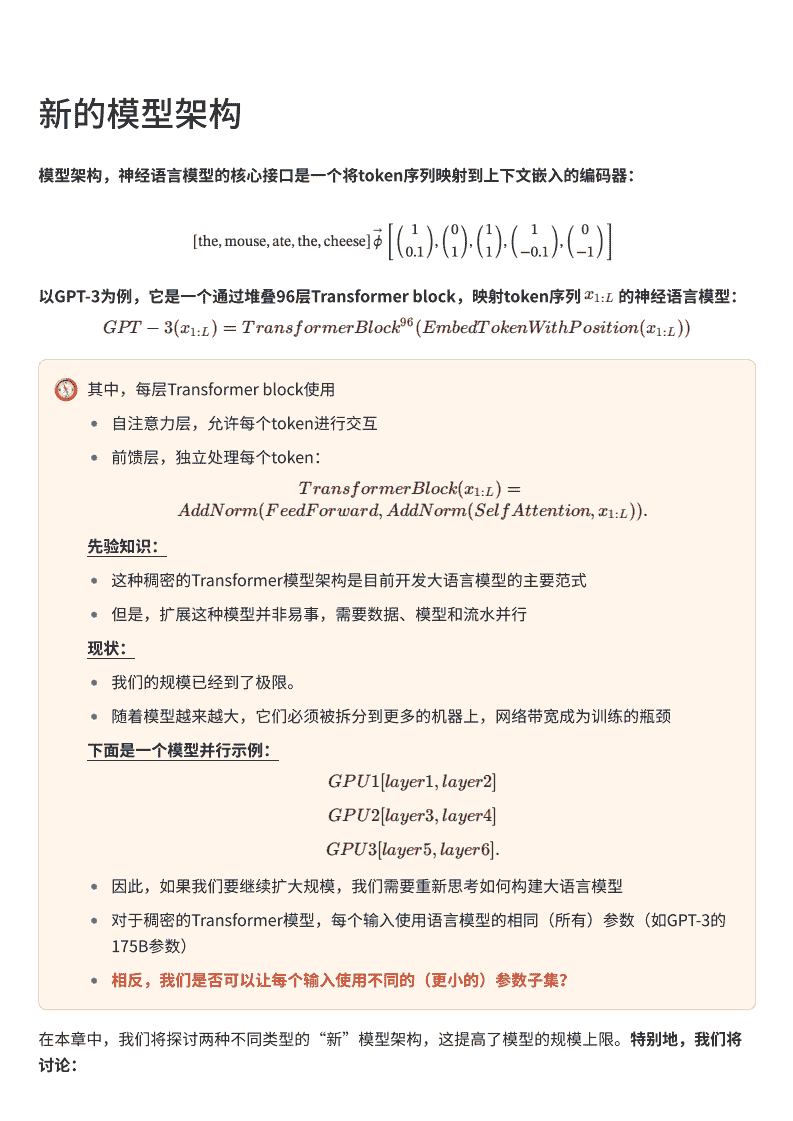 新的模型架构
模型架构，神经语言模型的核心接口是一个将token序列映射到上下文嵌入的编码器：
[the, mouse, ate, the, cheese] \vec{ϕ} [(1 0.1), (0 1), (1 1), (1 −0.1), (0 −1)]
以GPT-3为例，它是一个通过堆叠96层Transformer block，映射token序列 x_{1:L} 的神经语言模型：
GPT − 3(x_{1:L}) = TransformerBlock^{96}(EmbedTokenWithPosition(x_{1:L}))
其中，每层Transformer block使用
• 自注意力层，允许每个token进行交互
• 前馈层，独立处理每个token：
TransformerBlock(x_{1:L}) =
AddNorm(FeedForward, AddNorm(SelfAttention, x_{1:L})).
先验知识：
• 这种稠密的Transformer模型架构是目前开发大语言模型的主要范式
• 但是，扩展这种模型并非易事，需要数据、模型和流水并行
现状：
• 我们的规模已经到了极限。
• 随着模型越来越大，它们必须被拆分到更多的机器上，网络带宽成为训练的瓶颈
下面是一个模型并行示例：
GPU1[layer1, layer2]
GPU2[layer3, layer4]
GPU3[layer5, layer6].
• 因此，如果我们要继续扩大规模，我们需要重新思考如何构建大语言模型
• 对于稠密的Transformer模型，每个输入使用语言模型的相同（所有）参数（如GPT-3的
175B参数）
• 相反，我们是否可以让每个输入使用不同的（更小的）参数子集？
在本章中，我们将探讨两种不同类型的“新”模型架构，这提高了模型的规模上限。特别地，我们将
讨论：